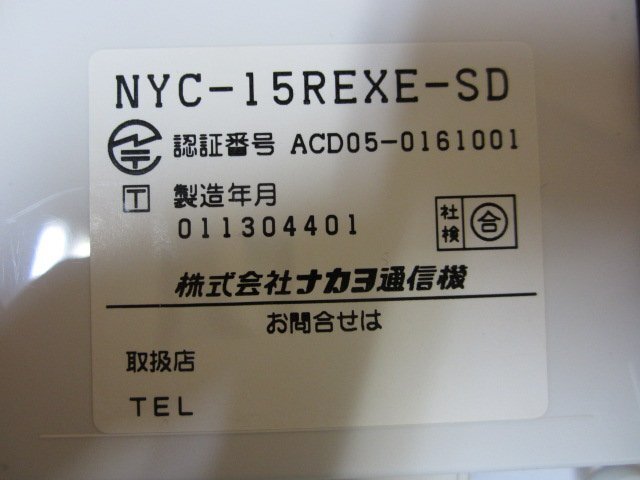 NYC-15REXE-SD
認証番号 ACD05-0161001
T 製造年月
011304401
社検 合
株式会社ナカヨ通信機
お問合せは
取扱店
TEL